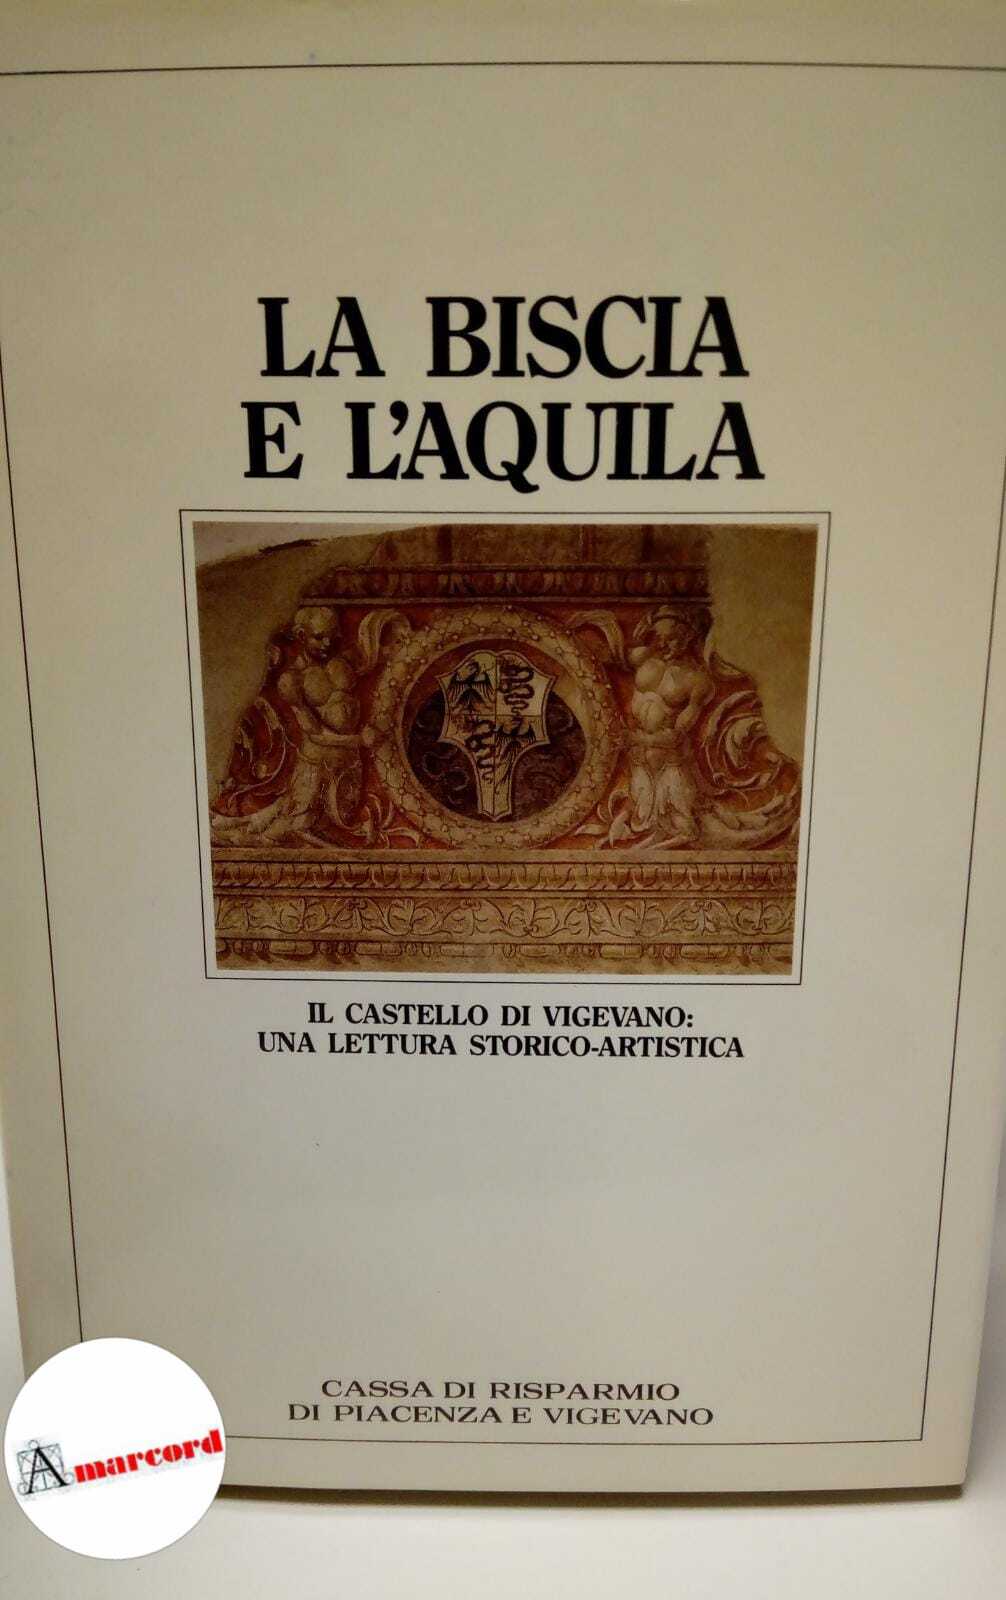 LA BISCIA
E L'AQUILA
IL CASTELLO DI VIGEVANO:
UNA LETTURA STORICO-ARTISTICA
CASSA DI RISPARMIO
DI PIACENZA E VIGEVANO
Amarcord